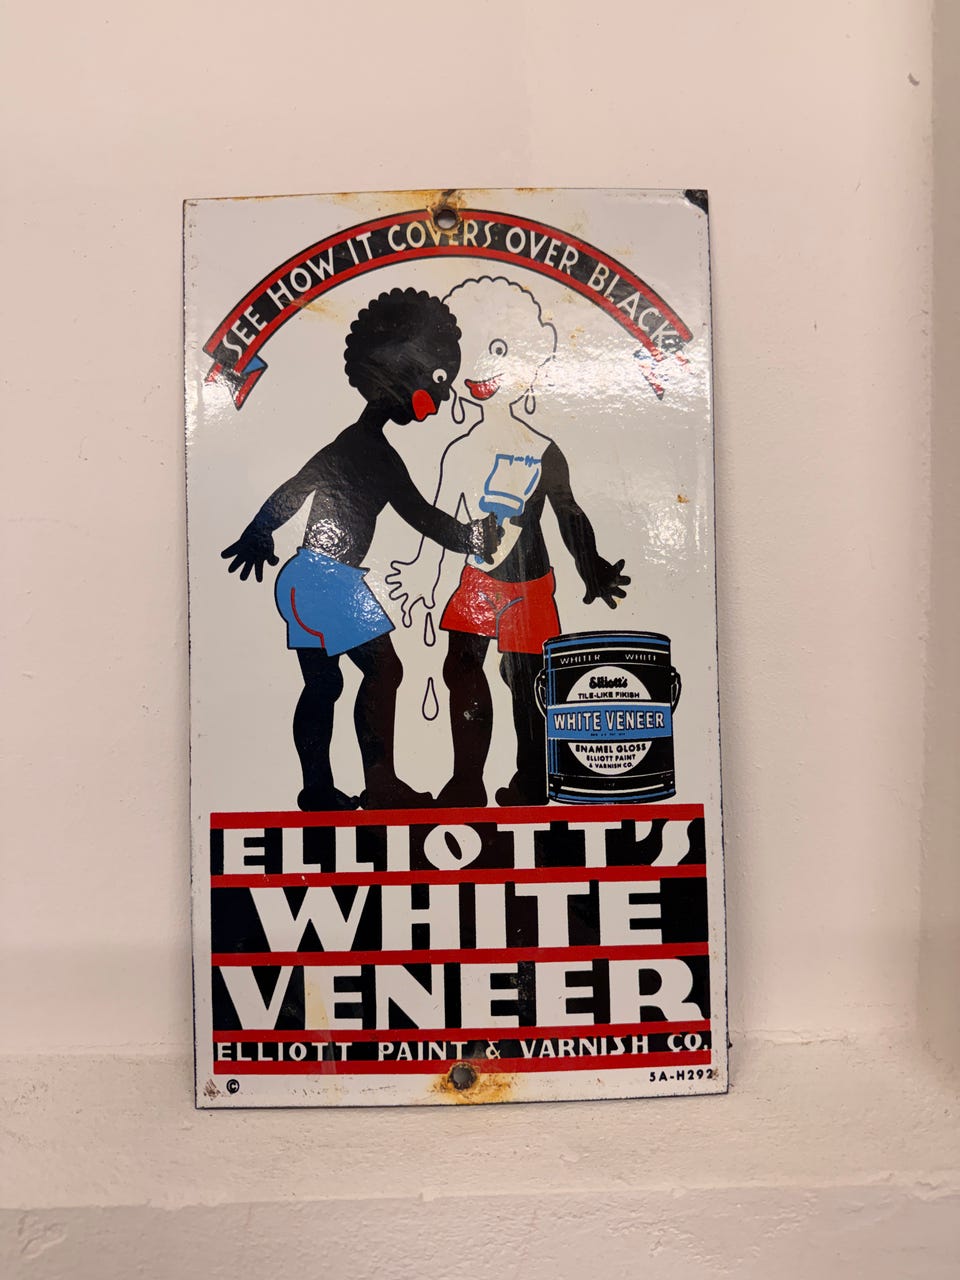 SEE HOW IT COVERS OVER BLACK
WHITER WHITE
Elliott's
TILE-LIKE FINISH
WHITE VENEER
ENAMEL GLOSS
ELLIOTT PAINT
& VARNISH CO.
ELLIOTT'S
WHITE
VENEER
ELLIOTT PAINT & VARNISH CO.
© 5A-H292